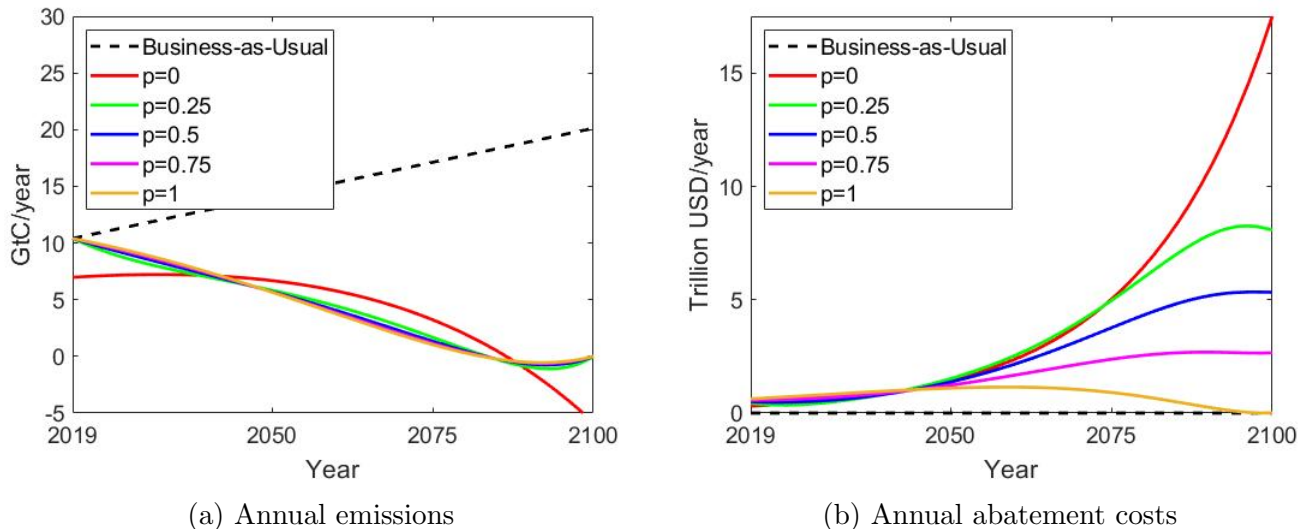 30
25
20
15
10
5
0
-5
GtC/year
Business-as-Usual
p=0
p=0.25
p=0.5
p=0.75
p=1
2019
2050
2075
2100
Year
(a) Annual emissions
15
10
5
0
Trillion USD/year
Business-as-Usual
p=0
p=0.25
p=0.5
p=0.75
p=1
2019
2050
2075
2100
Year
(b) Annual abatement costs